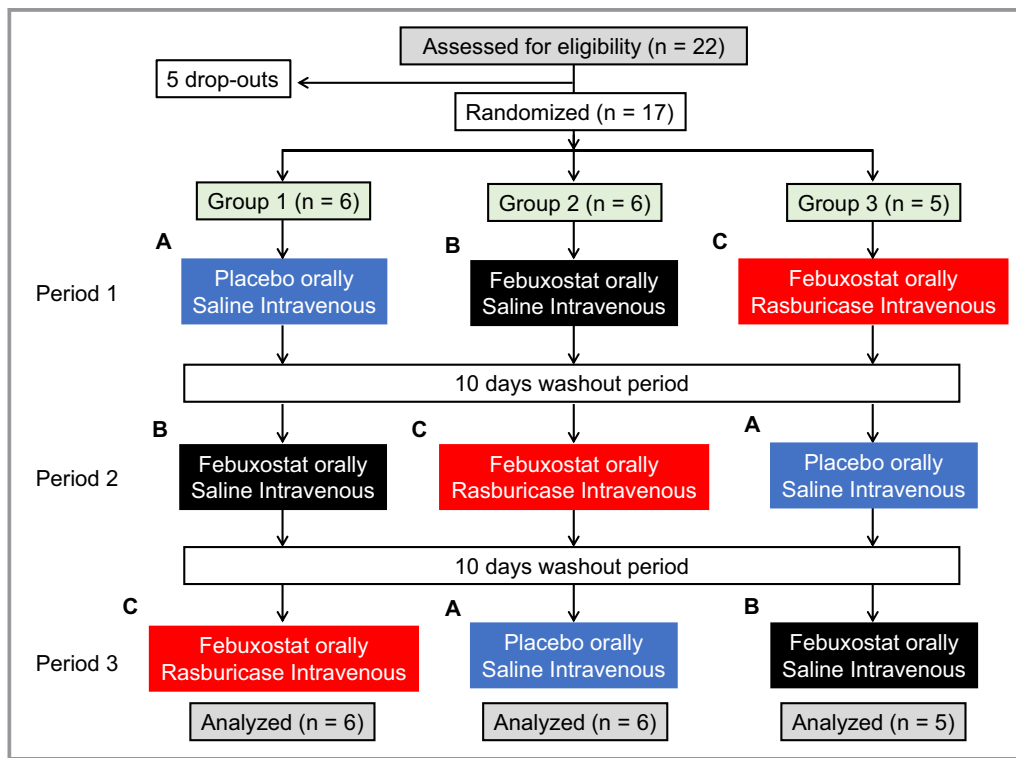 Assessed for eligibility (n = 22)
5 drop-outs
Randomized (n = 17)
Group 1 (n = 6)
Group 2 (n = 6)
Group 3 (n = 5)
Period 1
A
Placebo orally
Saline Intravenous
B
Febuxostat orally
Saline Intravenous
C
Febuxostat orally
Rasburicase Intravenous
10 days washout period
Period 2
B
Febuxostat orally
Saline Intravenous
C
Febuxostat orally
Rasburicase Intravenous
A
Placebo orally
Saline Intravenous
10 days washout period
Period 3
C
Febuxostat orally
Rasburicase Intravenous
A
Placebo orally
Saline Intravenous
B
Febuxostat orally
Saline Intravenous
Analyzed (n = 6)
Analyzed (n = 6)
Analyzed (n = 5)